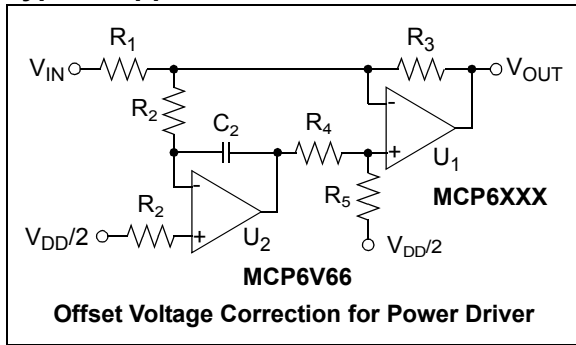 R1
R3
VIN
VOUT
R2
C2
R4
-
-
+
U1
R5
MCP6XXX
R2
VDD/2
+
U2
VDD/2
MCP6V66
Offset Voltage Correction for Power Driver